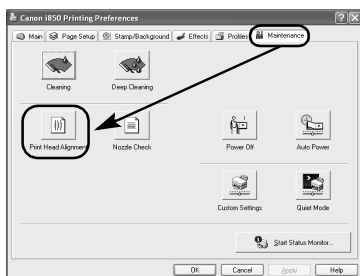 Canon i850 Printing Preferences
Main Page Setup Stamp/Background Effects Profiles Maintenance
Cleaning Deep Cleaning
Print Head Alignment Nozzle Check Power Off Auto Power
Custom Settings Quiet Mode
Start Status Monitor...
OK Cancel Apply Help